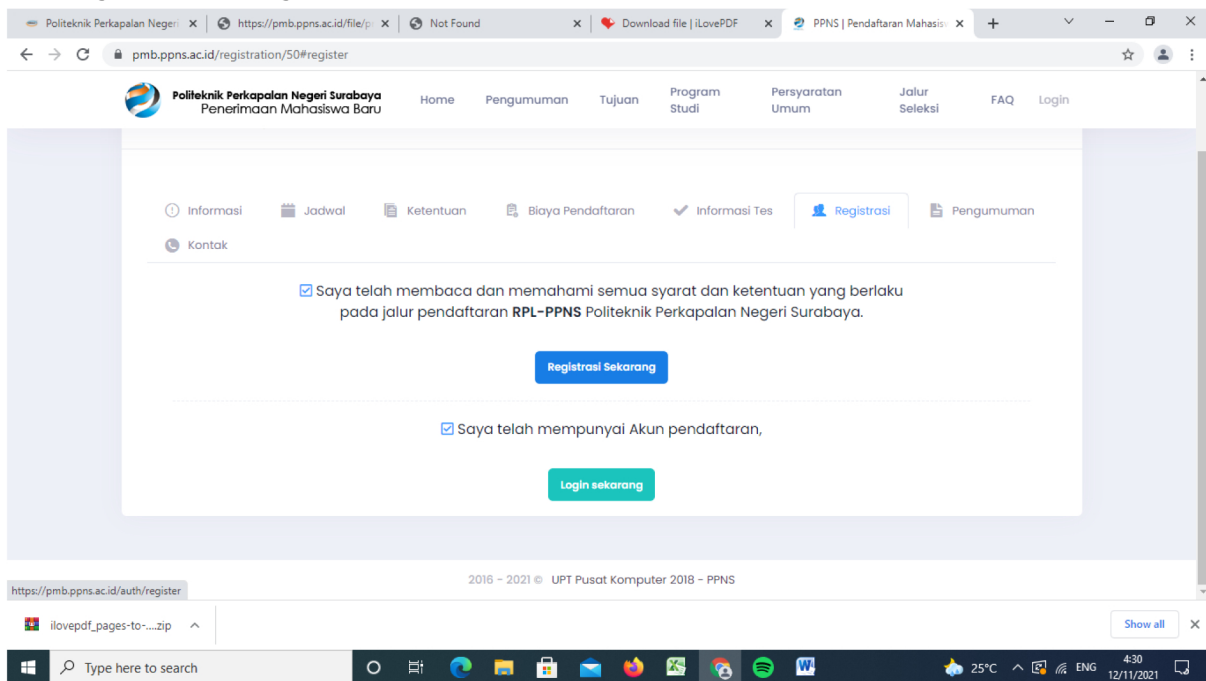 Politeknik Perkapalan Negeri
https://pmb.ppns.ac.id/file/p
Not Found
Download file | iLovePDF
PPNS | Pendaftaran Mahasis
pmb.ppns.ac.id/registration/50#register
Politeknik Perkapalan Negeri Surabaya
Penerimaan Mahasiswa Baru
Home
Pengumuman
Tujuan
Program
Studi
Persyaratan
Umum
Jalur
Seleksi
FAQ
Login
Informasi
Jadwal
Ketentuan
Biaya Pendaftaran
Informasi Tes
Registrasi
Pengumuman
Kontak
Saya telah membaca dan memahami semua syarat dan ketentuan yang berlaku
pada jalur pendaftaran RPL-PPNS Politeknik Perkapalan Negeri Surabaya.
Registrasi Sekarang
Saya telah mempunyai Akun pendaftaran,
Login sekarang
2016 - 2021 © UPT Pusat Komputer 2018 - PPNS
https://pmb.ppns.ac.id/auth/register
ilovepdf_pages-to-....zip
Show all
Type here to search
25°C
ENG
4:30
12/11/2021